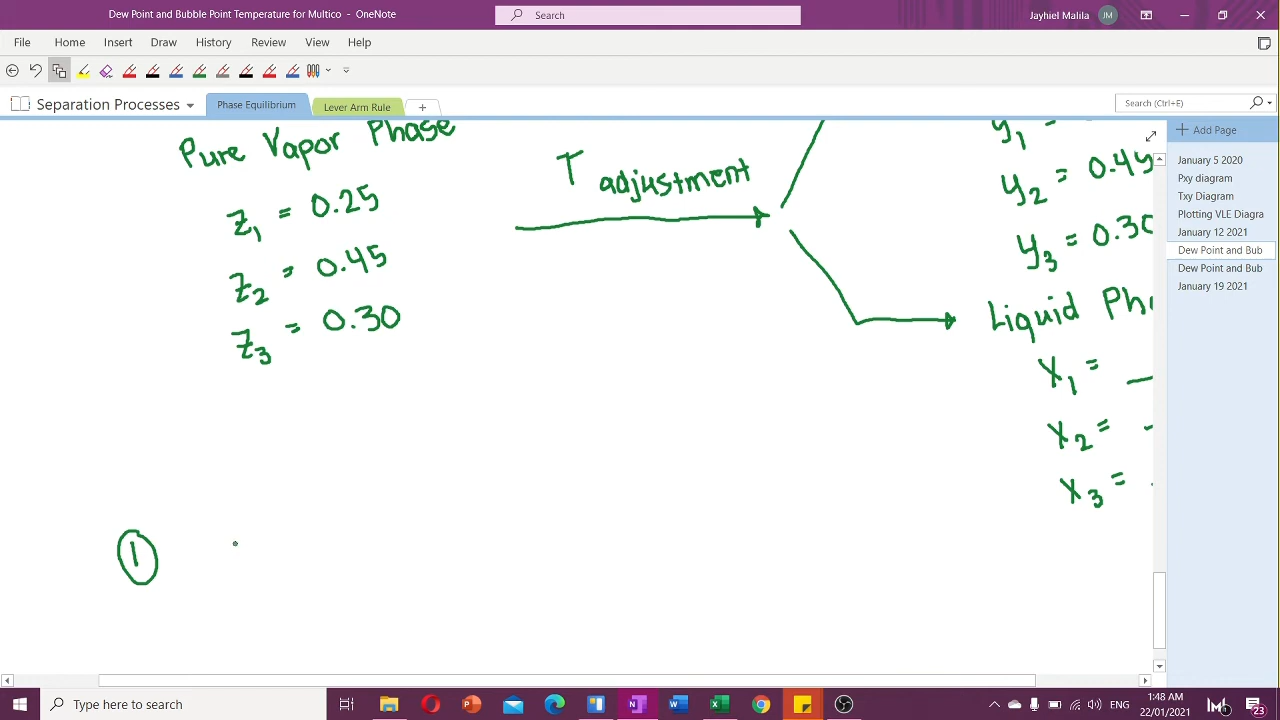 Dew Point and Bubble Point Temperature for Multico - OneNote
Search
Jayhiel Malila
JM
File Home Insert Draw History Review View Help
Separation Processes
Phase Equilibrium
Lever Arm Rule
+
Search (Ctrl+E)
+ Add Page
January 5 2020
Pxy diagram
Txy Diagram
Plotting VLE Diagra
January 12 2021
Dew Point and Bub
Dew Point and Bub
January 19 2021
Pure Vapor Phase
z1 = 0.25
z2 = 0.45
z3 = 0.30
T adjustment
y1 =
y2 = 0.45
y3 = 0.30
Liquid Ph
x1 =
x2 =
x3 =
1
Type here to search
ENG
1:48 AM
22/01/2021
23